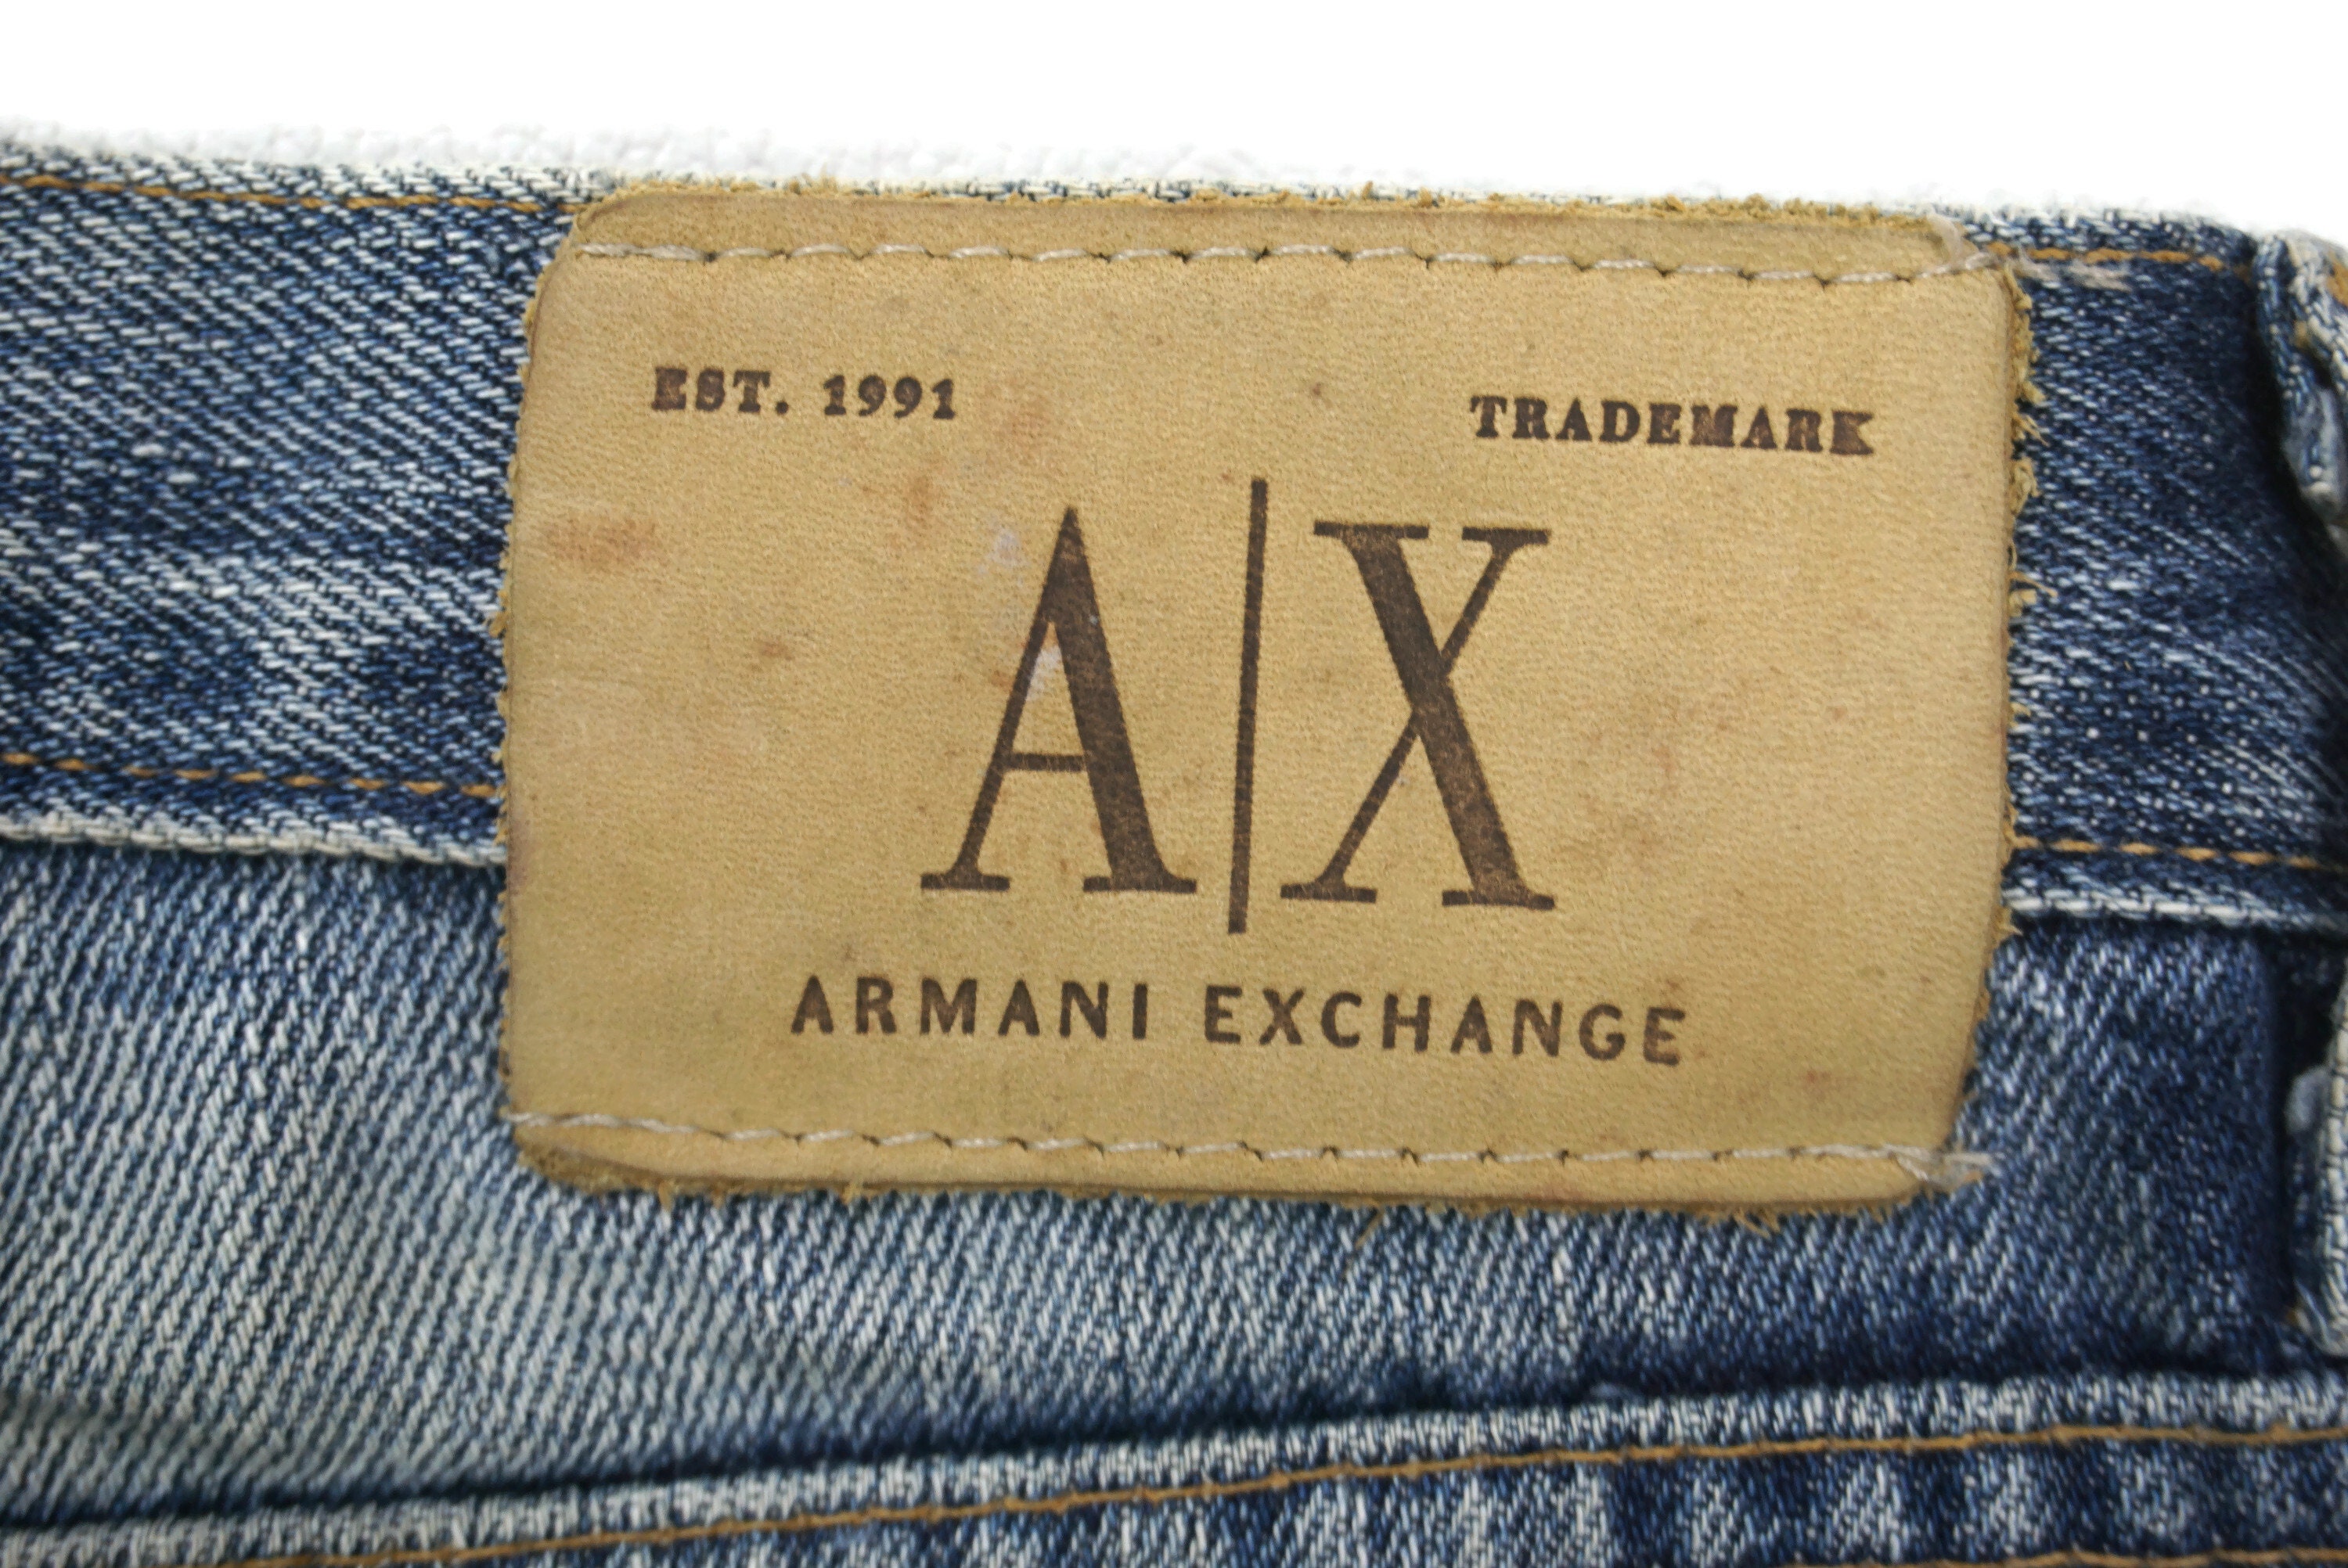 EST. 1991
TRADEMARK
A|X
ARMANI EXCHANGE